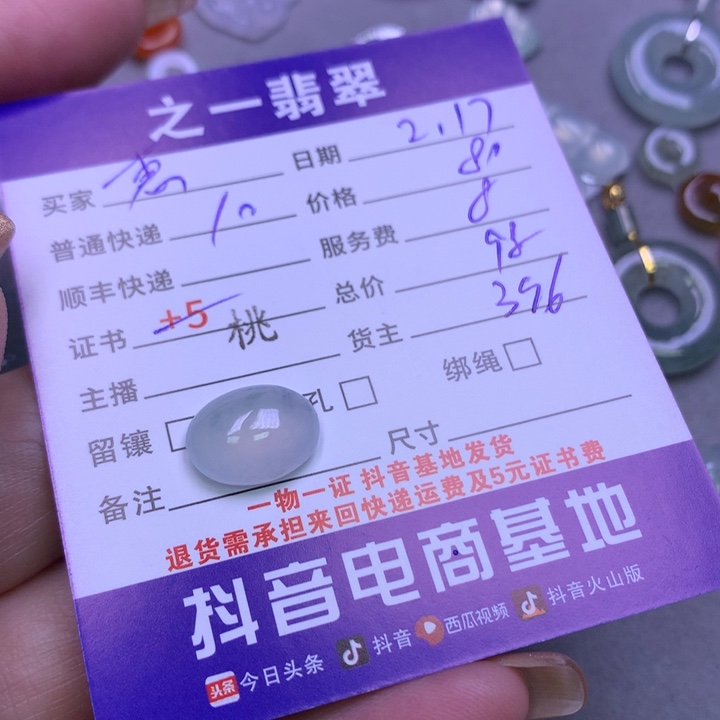 之一翡翠
买家 惠 日期 2.17
普通快递 10 价格 80
顺丰快递 服务费 8
证书 +5 总价 98
主播 桃 货主 396
留镶 孔 绑绳
备注 尺寸
一物一证 抖音基地发货
退货需承担来回快递运费及5元证书费
抖音电商基地
头条 今日头条 抖音 西瓜视频 抖音火山版